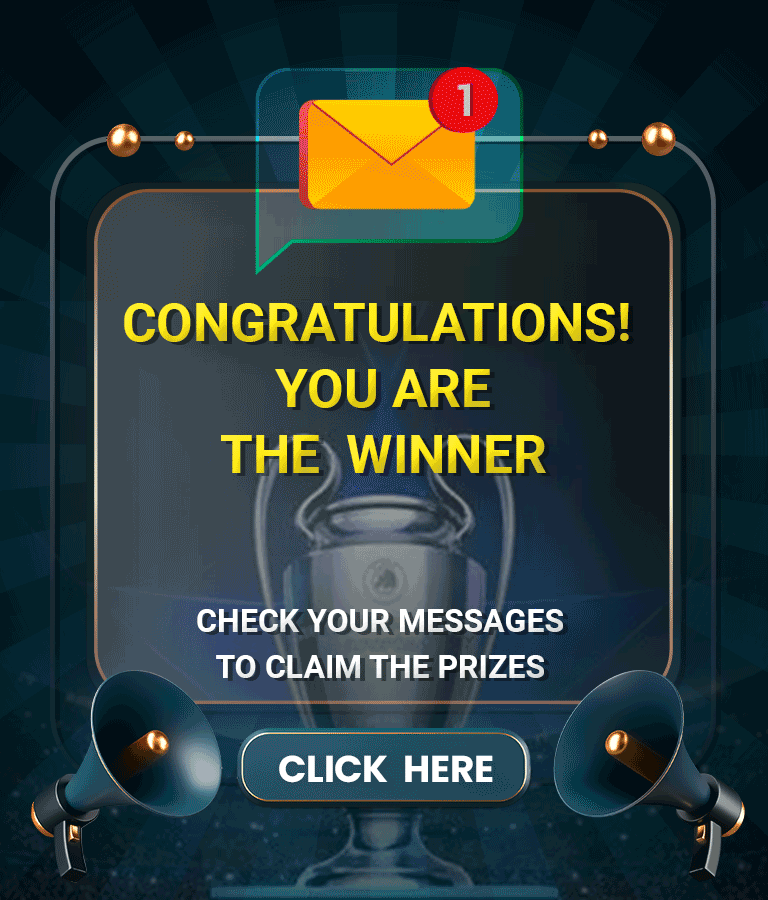 1
CONGRATULATIONS!
YOU ARE
THE WINNER
CHECK YOUR MESSAGES
TO CLAIM THE PRIZES
CLICK HERE